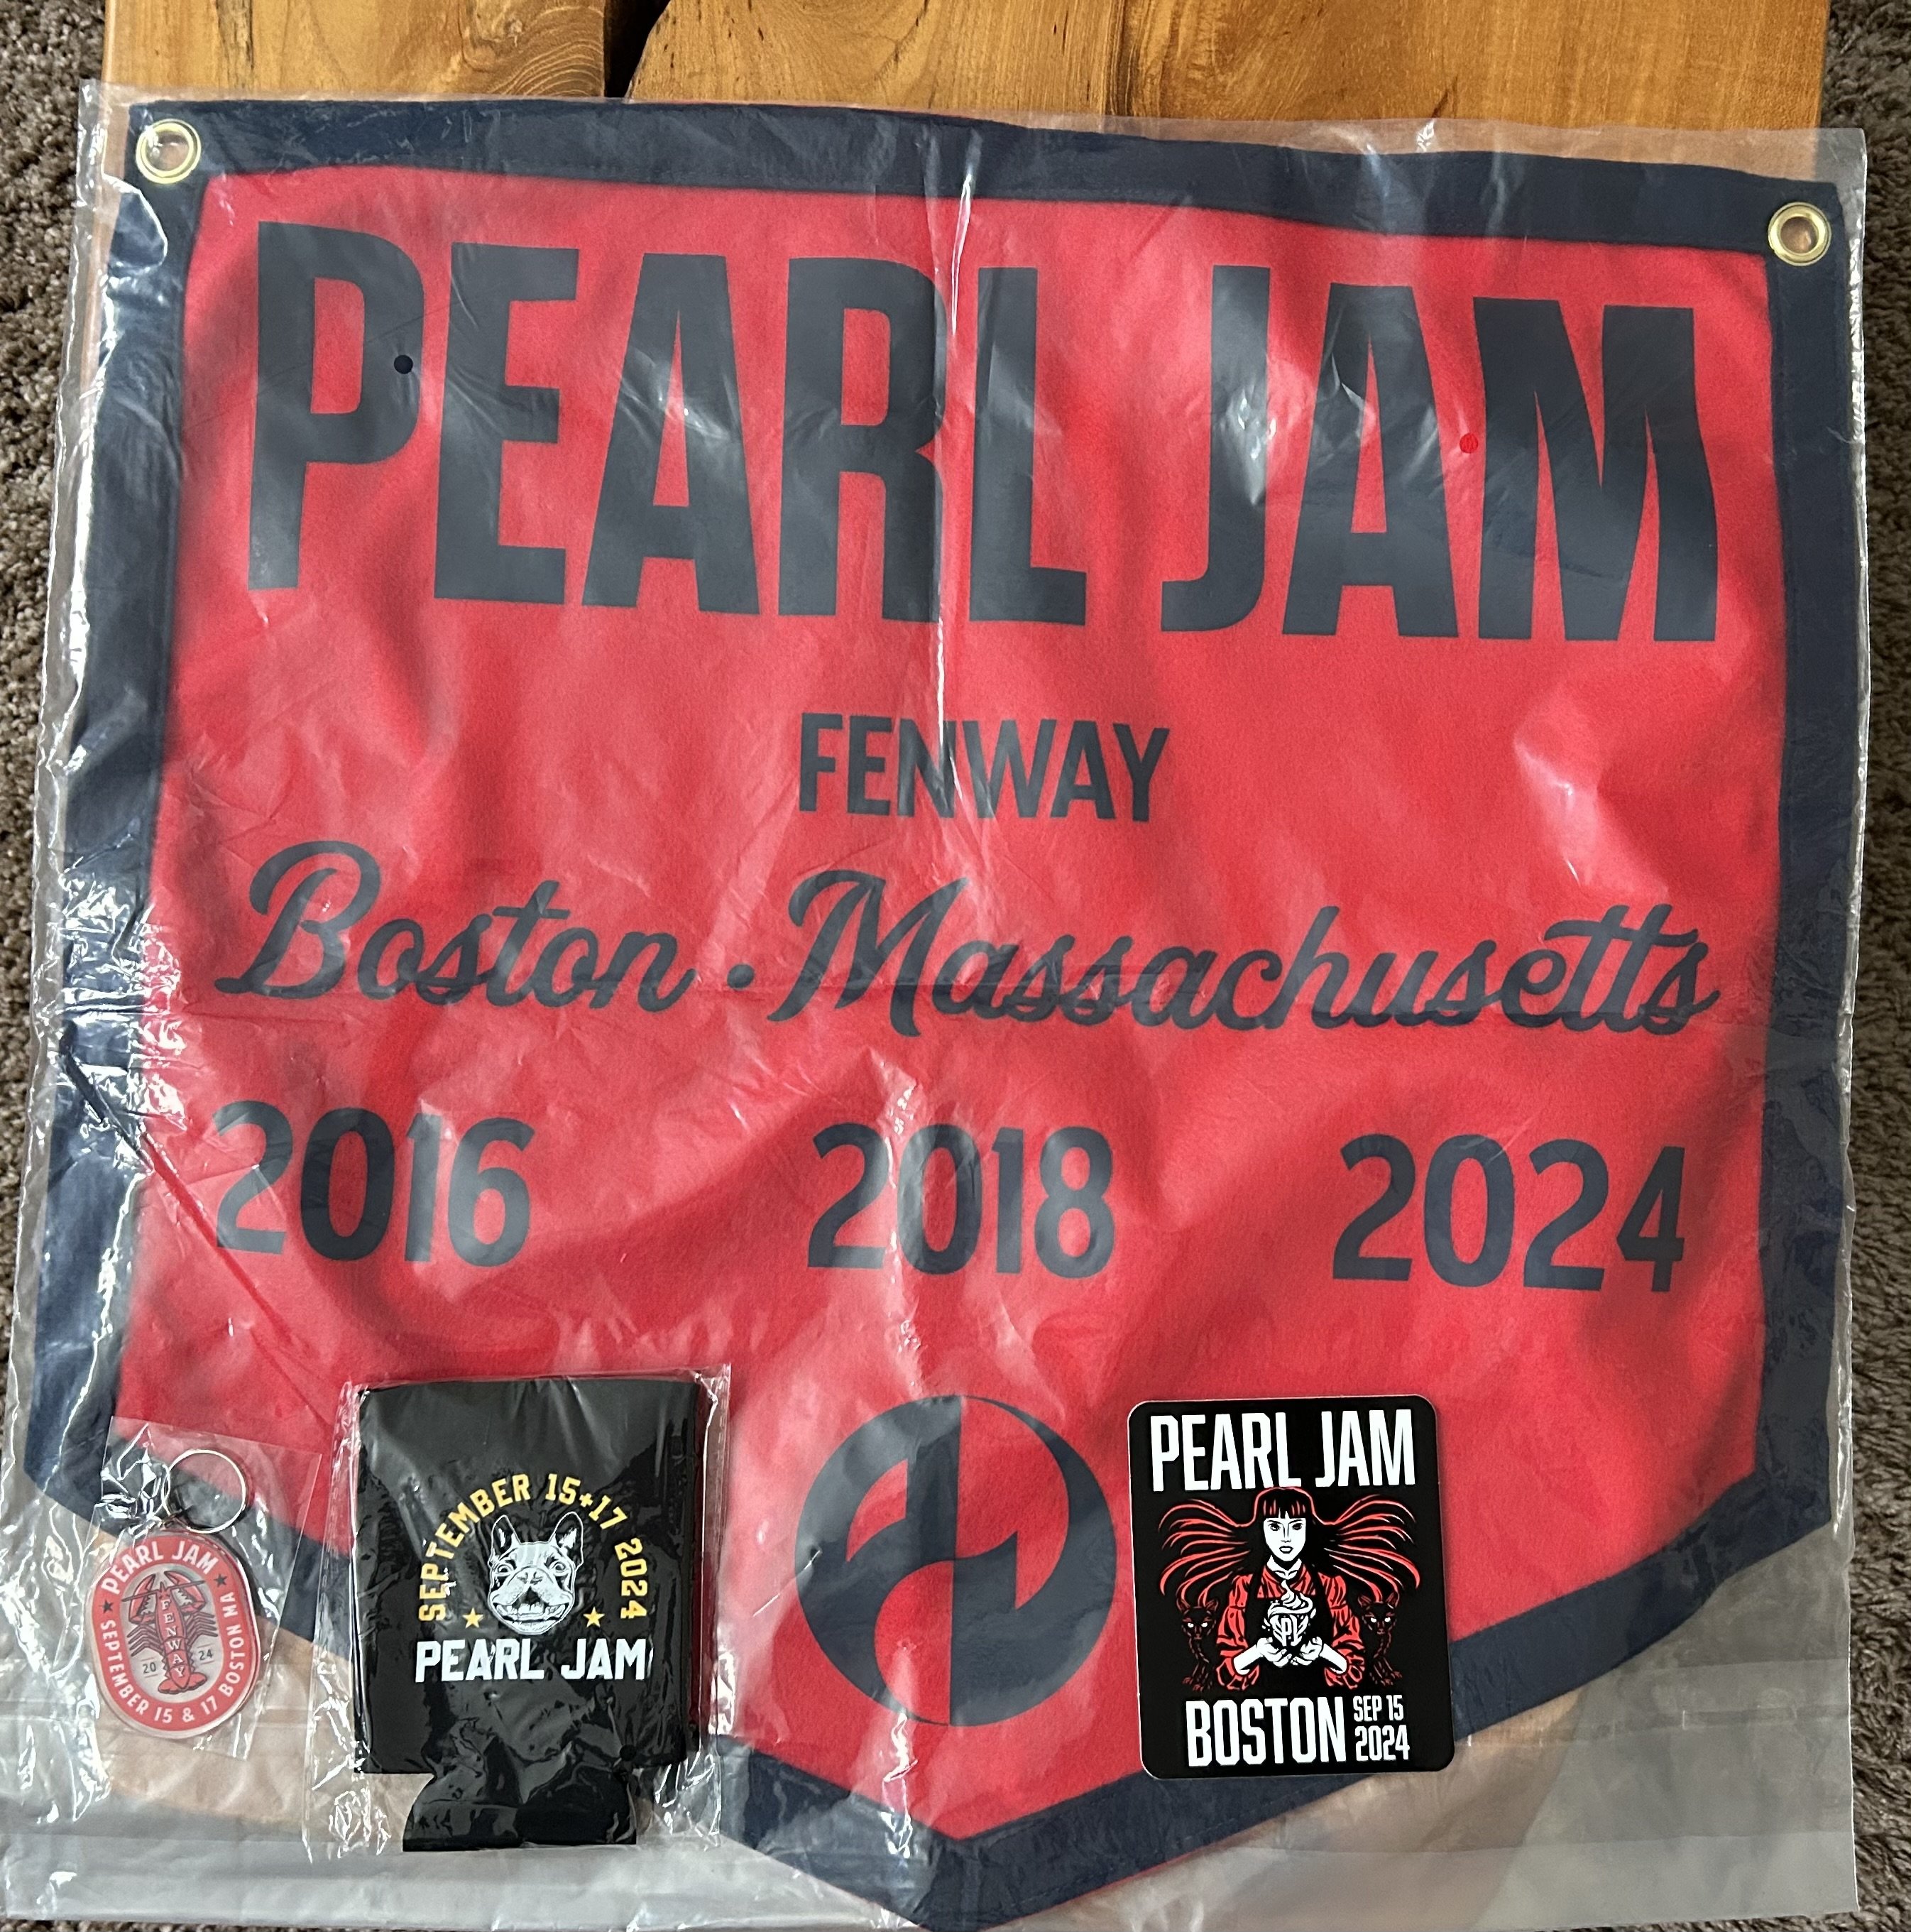 PEARL JAM
FENWAY
Boston · Massachusetts
2016 2018 2024
PEARL JAM
FENWAY
20 24
SEPTEMBER 15 & 17 BOSTON MA
SEPTEMBER 15+17 2024
PEARL JAM
PEARL JAM
BOSTON SEP 15
2024